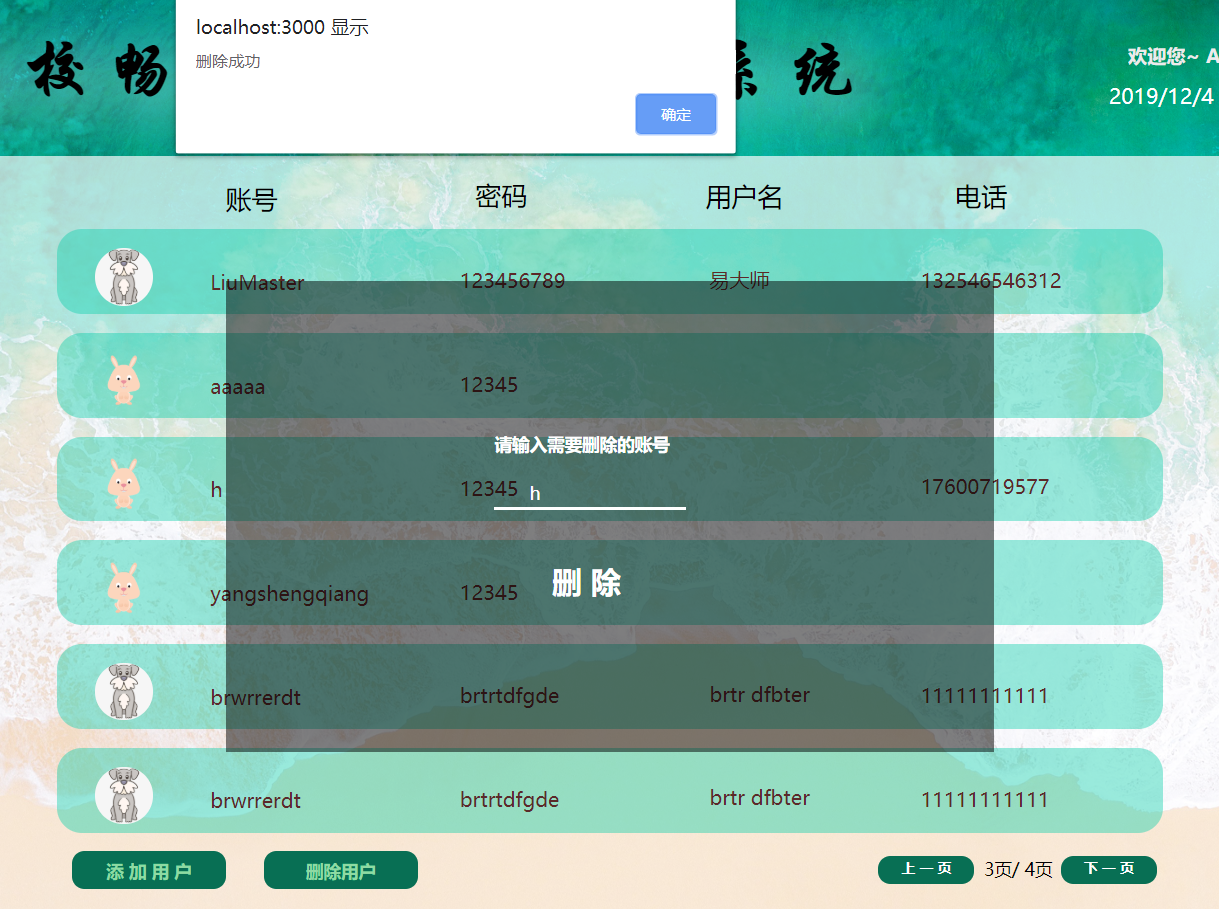 localhost:3000 显示
删除成功
确定
校 畅
系 统
欢迎您~ A
2019/12/4
账号 密码 用户名 电话
LiuMaster 123456789 易大师 132546546312
aaaaa 12345
请输入需要删除的账号
h 12345 17600719577
h
删 除
yangshengqiang 12345
brwrrerdt brtrtdfgde brtr dfbter 11111111111
brwrrerdt brtrtdfgde brtr dfbter 11111111111
添 加 用 户 删除用户 上 一 页 3页/ 4页 下 一 页